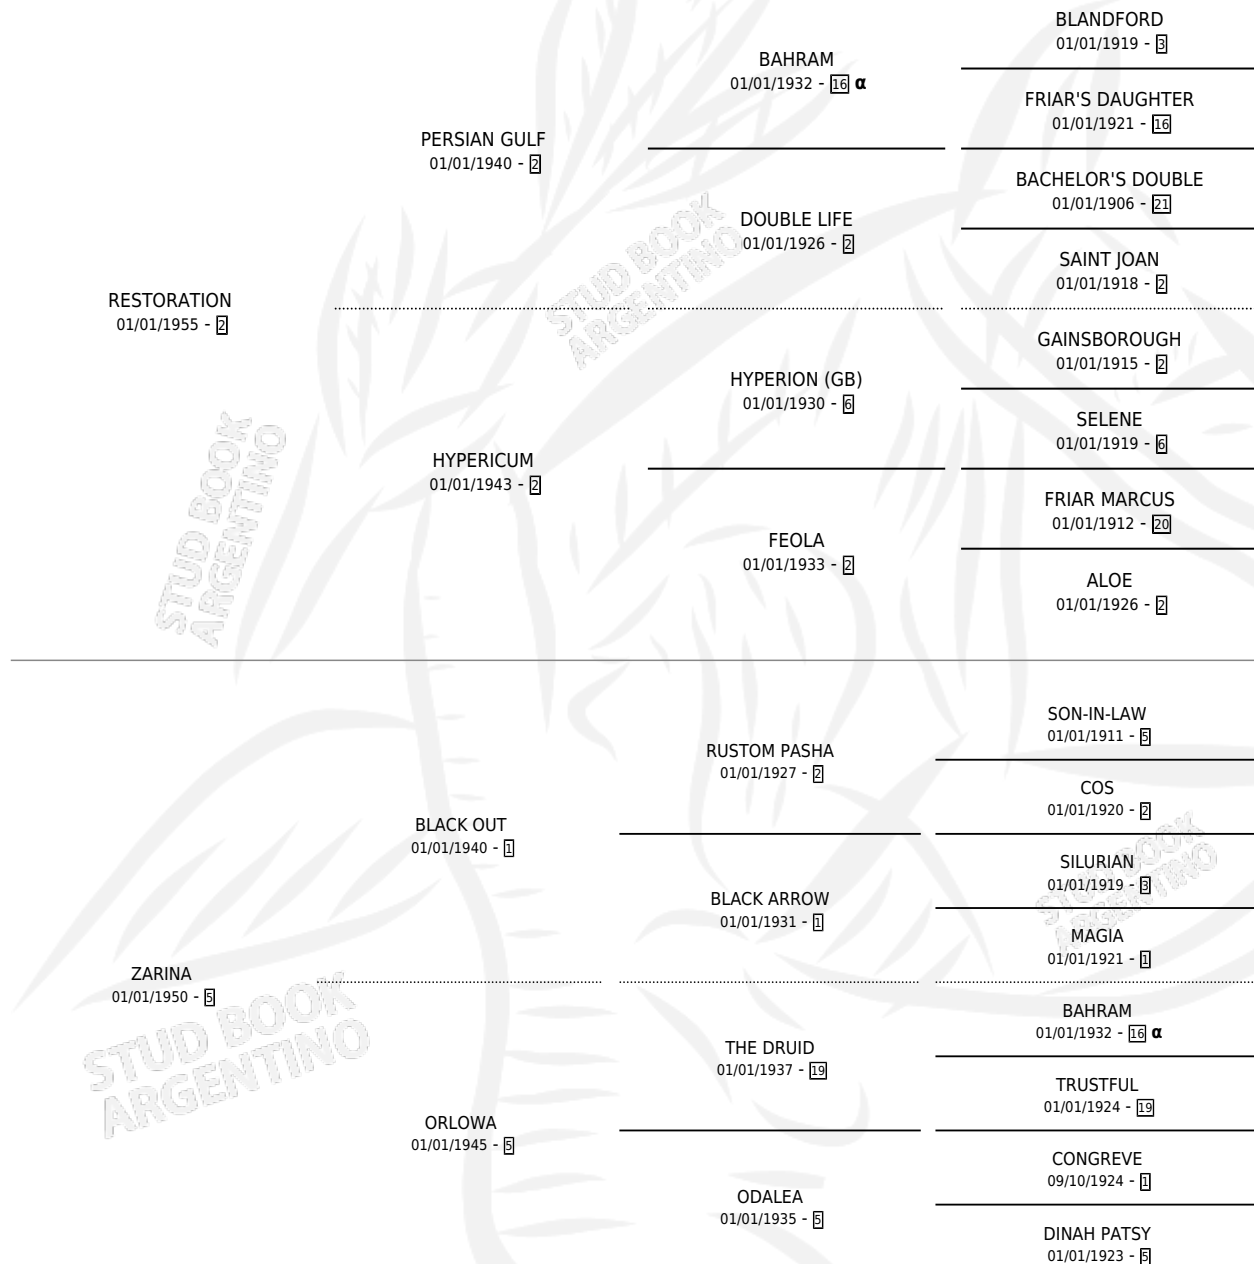 BLANDFORD
01/01/1919 - 3
BAHRAM
01/01/1932 - 16 α
FRIAR'S DAUGHTER
01/01/1921 - 16
PERSIAN GULF
01/01/1940 - 2
BACHELOR'S DOUBLE
01/01/1906 - 21
DOUBLE LIFE
01/01/1926 - 2
SAINT JOAN
01/01/1918 - 2
RESTORATION
01/01/1955 - 2
GAINSBOROUGH
01/01/1915 - 2
HYPERION (GB)
01/01/1930 - 6
SELENE
01/01/1919 - 6
HYPERICUM
01/01/1943 - 2
FRIAR MARCUS
01/01/1912 - 20
FEOLA
01/01/1933 - 2
ALOE
01/01/1926 - 2
SON-IN-LAW
01/01/1911 - 5
RUSTOM PASHA
01/01/1927 - 2
COS
01/01/1920 - 2
BLACK OUT
01/01/1940 - 1
SILURIAN
01/01/1919 - 3
BLACK ARROW
01/01/1931 - 1
MAGIA
01/01/1921 - 1
ZARINA
01/01/1950 - 5
BAHRAM
01/01/1932 - 16 α
THE DRUID
01/01/1937 - 19
TRUSTFUL
01/01/1924 - 19
ORLOWA
01/01/1945 - 5
CONGREVE
09/10/1924 - 1
ODALEA
01/01/1935 - 5
DINAH PATSY
01/01/1923 - 5
STUD BOOK
ARGENTINO
STUD BOOK
ARGENTINO
STUD BOOK
ARGENTINO
STUD BOOK
ARGENTINO